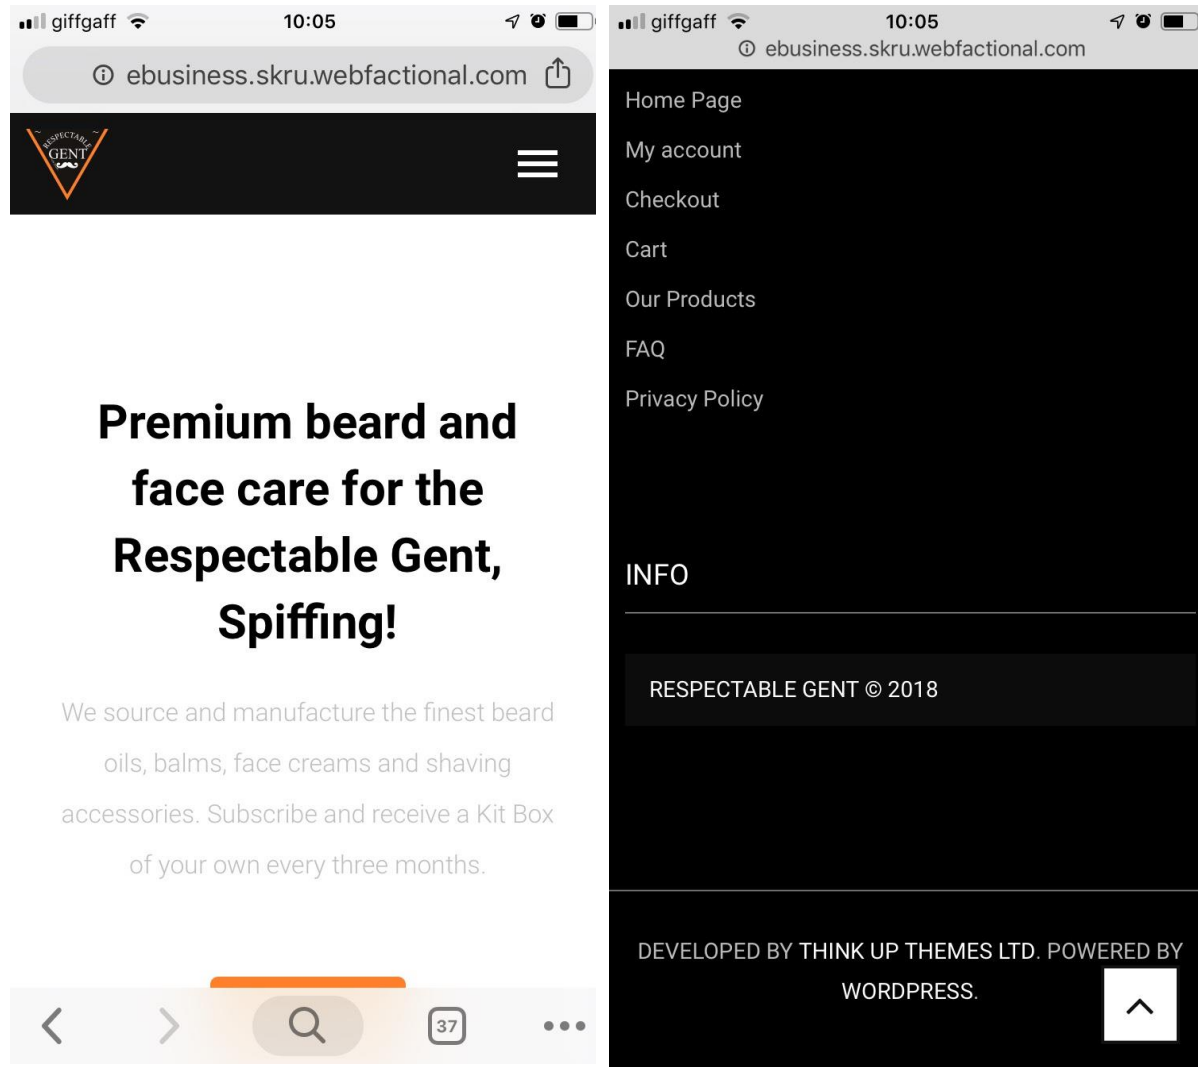 giffgaff
10:05
ebusiness.skru.webfactional.com
RESPECTABLE
GENT
Premium beard and
face care for the
Respectable Gent,
Spiffing!
We source and manufacture the finest beard
oils, balms, face creams and shaving
accessories. Subscribe and receive a Kit Box
of your own every three months.
37
giffgaff
10:05
ebusiness.skru.webfactional.com
Home Page
My account
Checkout
Cart
Our Products
FAQ
Privacy Policy
INFO
RESPECTABLE GENT © 2018
DEVELOPED BY THINK UP THEMES LTD. POWERED BY
WORDPRESS.